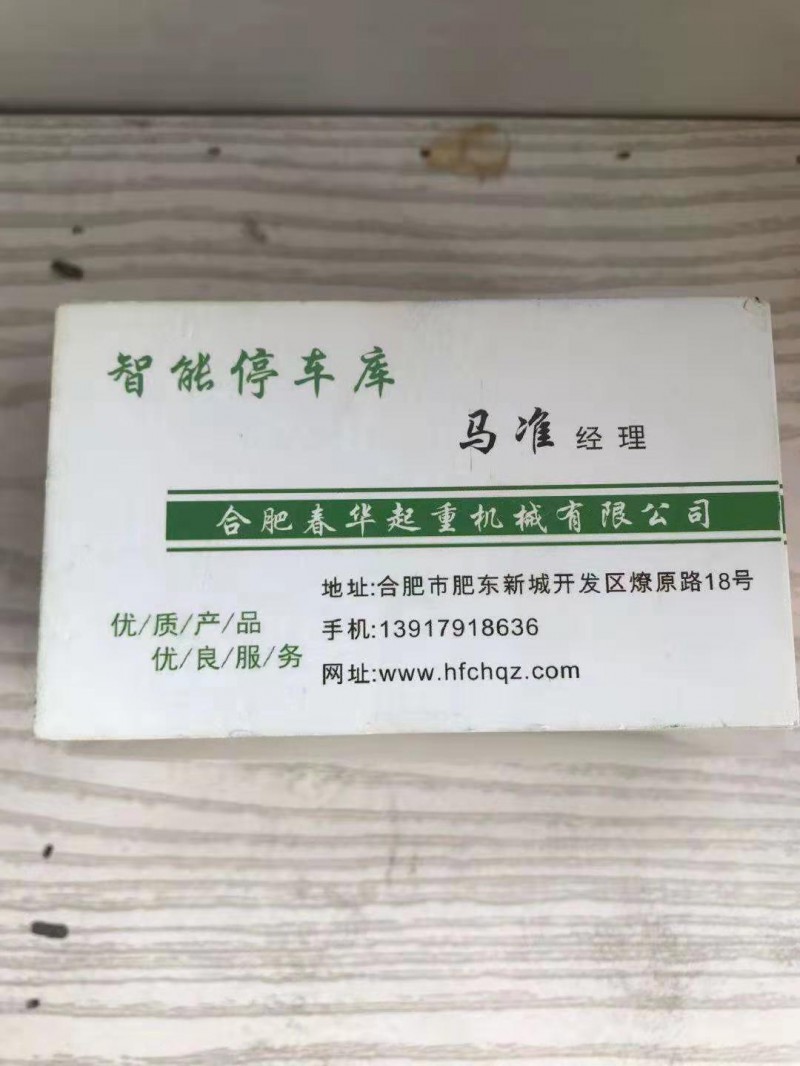 智能停车库
马准 经理
合肥春华起重机械有限公司
地址:合肥市肥东新城开发区燎原路18号
优/质/产/品
手机:13917918636
优/良/服/务
网址:www.hfchqz.com